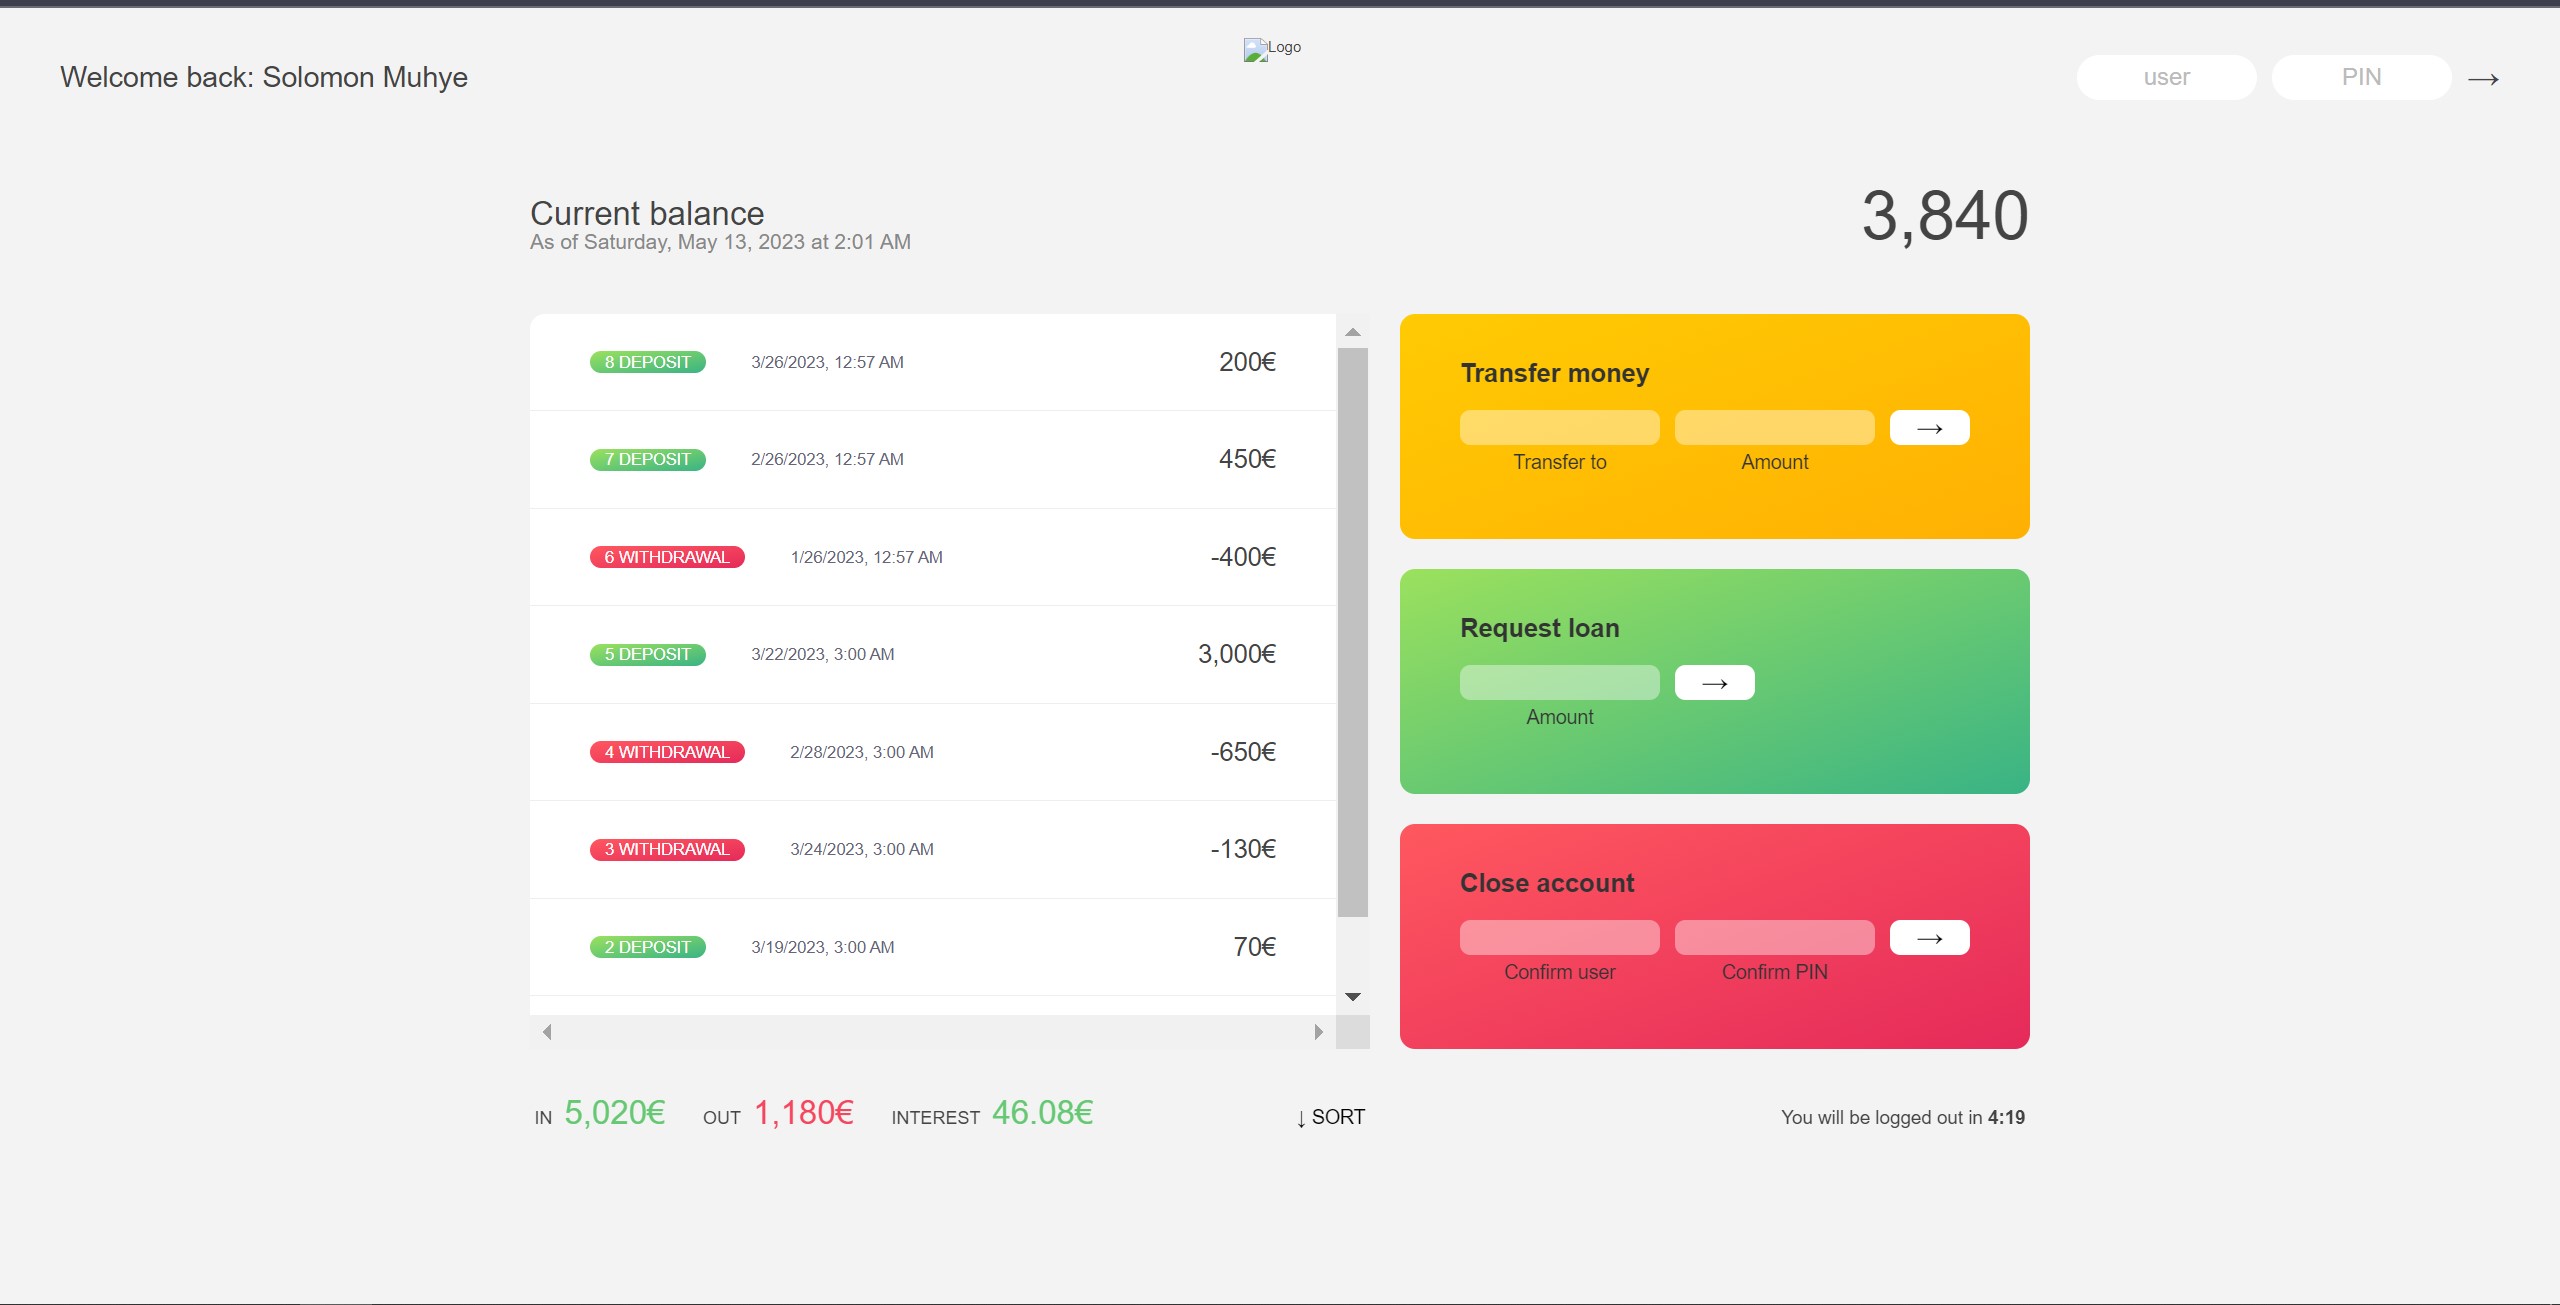 Logo
Welcome back: Solomon Muhye
user
PIN
→
Current balance
As of Saturday, May 13, 2023 at 2:01 AM
3,840
8 DEPOSIT 3/26/2023, 12:57 AM 200€
7 DEPOSIT 2/26/2023, 12:57 AM 450€
6 WITHDRAWAL 1/26/2023, 12:57 AM -400€
5 DEPOSIT 3/22/2023, 3:00 AM 3,000€
4 WITHDRAWAL 2/28/2023, 3:00 AM -650€
3 WITHDRAWAL 3/24/2023, 3:00 AM -130€
2 DEPOSIT 3/19/2023, 3:00 AM 70€
Transfer money
→
Transfer to Amount
Request loan
→
Amount
Close account
→
Confirm user Confirm PIN
IN 5,020€ OUT 1,180€ INTEREST 46.08€
↓ SORT
You will be logged out in 4:19